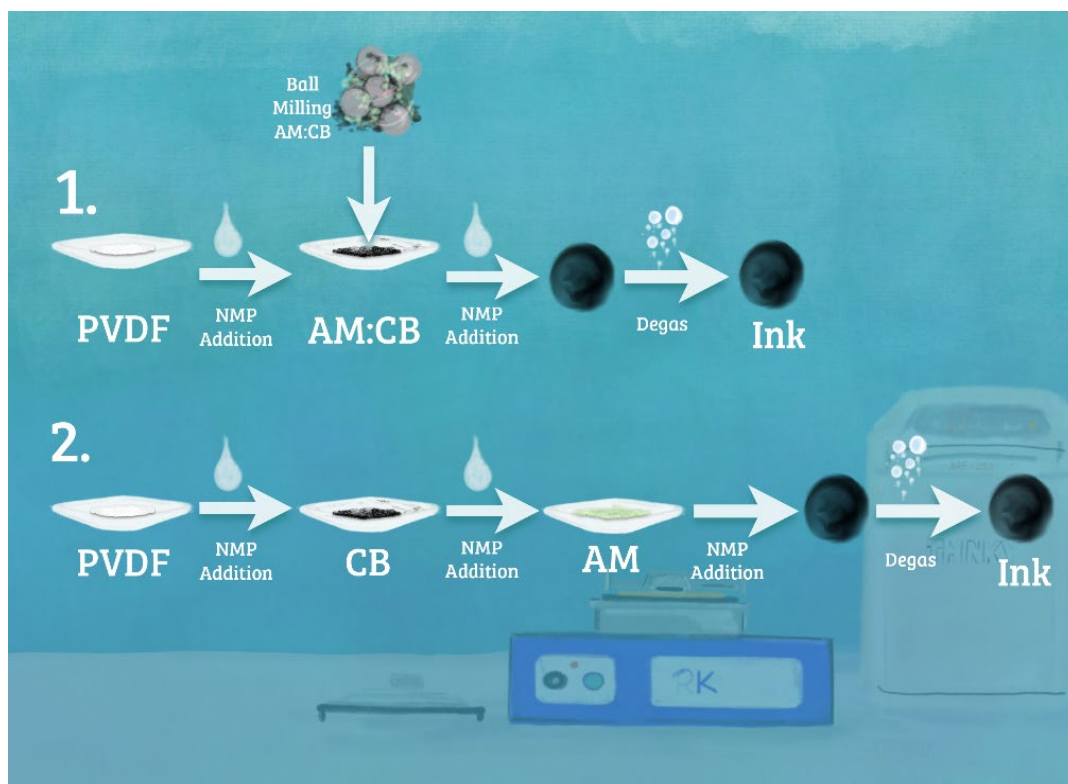 Ball
Milling
AM:CB
1.
PVDF
NMP
Addition
AM:CB
NMP
Addition
Degas
Ink
2.
PVDF
NMP
Addition
CB
NMP
Addition
AM
NMP
Addition
Degas
Ink
RK